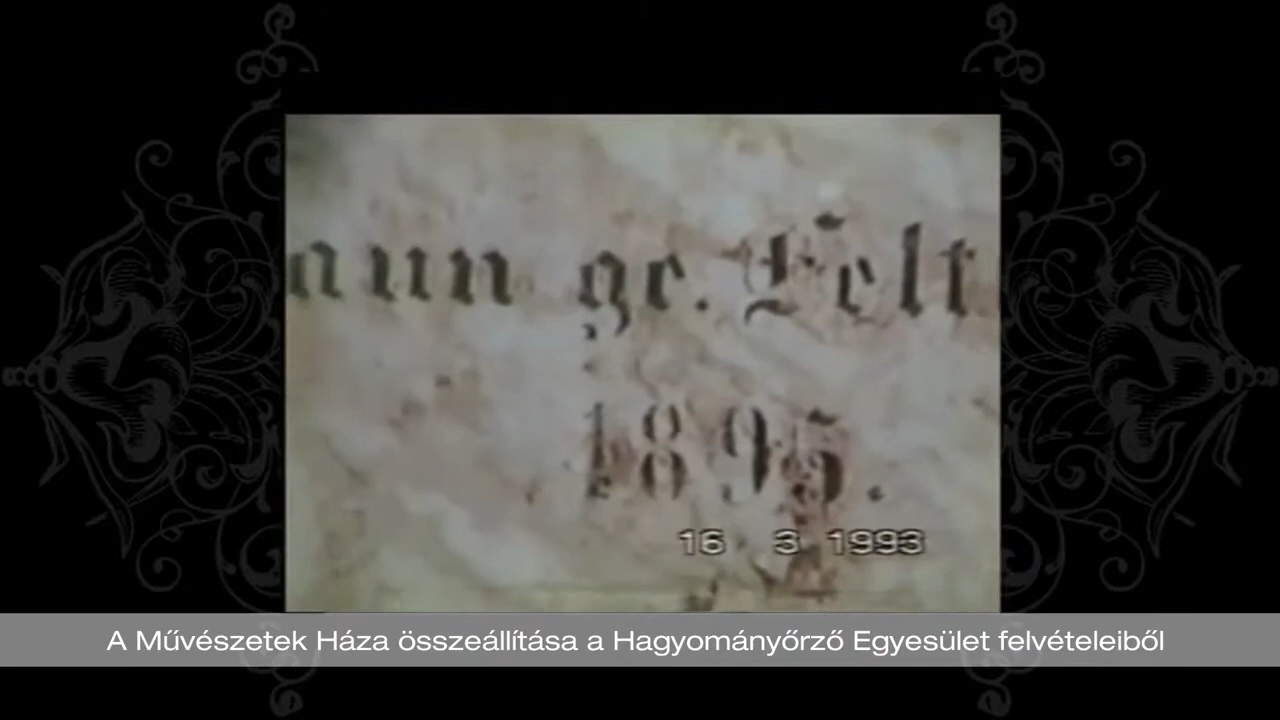 aun ge. Felt
1895.
16 3 1993
A Művészetek Háza összeállítása a Hagyományőrző Egyesület felvételeiből